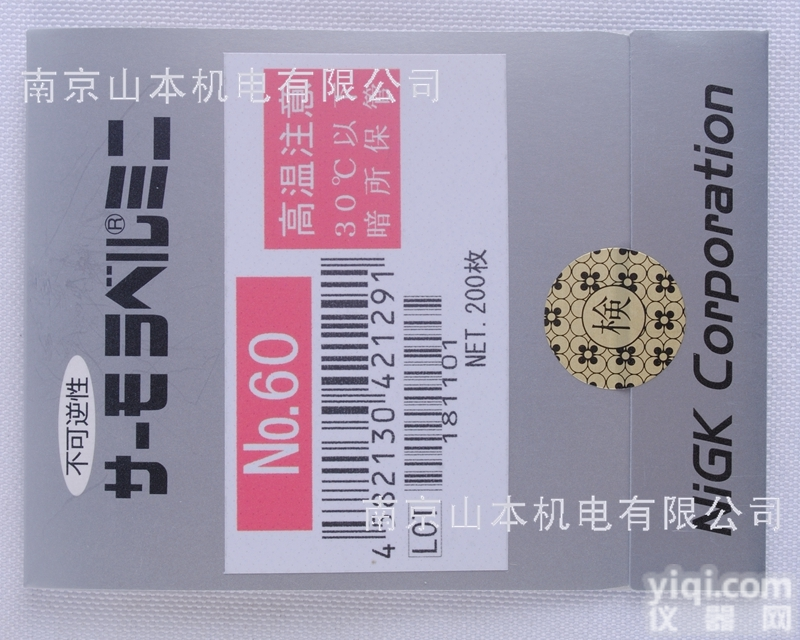 不可逆性
サーモラベル®ミニ
No.60
高温注意
30℃以下
暗所保管
4 582130 421291
LOT
181101
NET. 200枚
検
NiGK Corporation
南京山本机电有限公司
南京山本机电有限公司
yiqi.com
仪器网